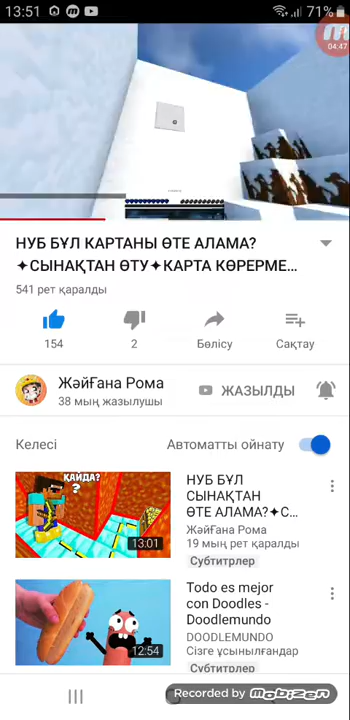 13:51
71%
04:47
НУБ БҰЛ КАРТАНЫ ӨТЕ АЛАМА?
✦СЫНАҚТАН ӨТУ✦КАРТА КӨРЕРМЕ...
541 рет қаралды
154
2
Бөлісу
Сақтау
ЖәйҒана Рома
38 мың жазылушы
ЖАЗЫЛДЫ
Келесі
Автоматты ойнату
ҚАЙДА?
?
13:01
НУБ БҰЛ
СЫНАҚТАН
ӨТЕ АЛАМА?✦С...
ЖәйҒана Рома
19 мың рет қаралды
Субтитрлер
12:54
Todo es mejor
con Doodles -
Doodlemundo
DOODLEMUNDO
Сізге ұсынылғандар
Субтитрлер
Recorded by Mobizen